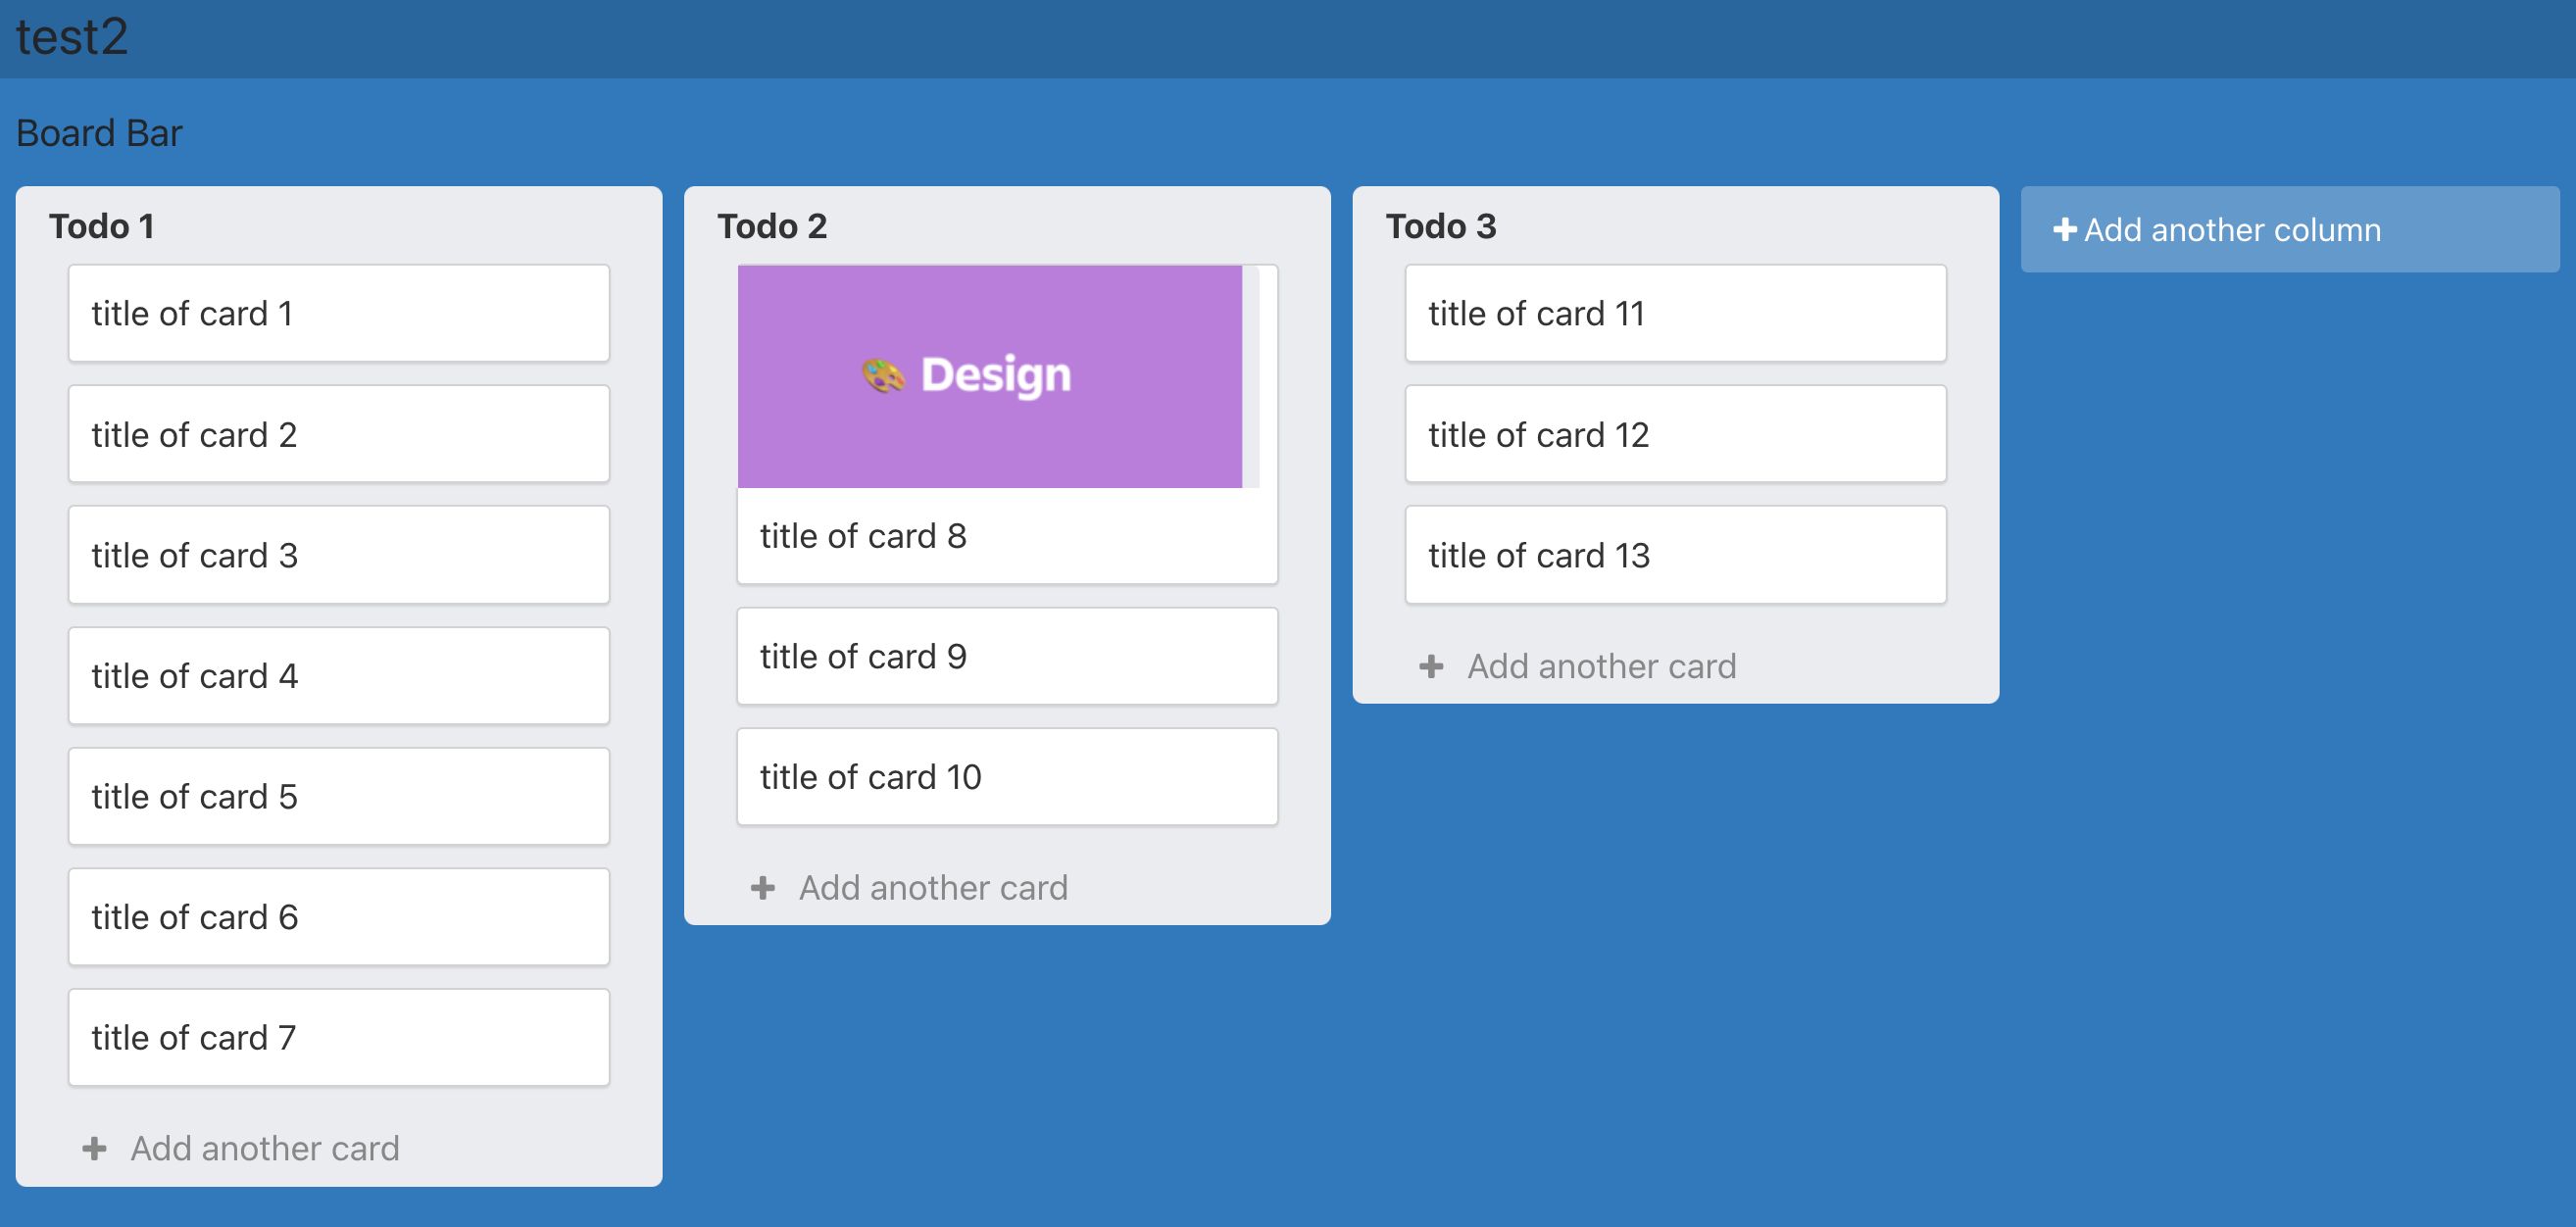 test2
Board Bar
Todo 1
title of card 1
title of card 2
title of card 3
title of card 4
title of card 5
title of card 6
title of card 7
+ Add another card
Todo 2
🎨 Design
title of card 8
title of card 9
title of card 10
+ Add another card
Todo 3
title of card 11
title of card 12
title of card 13
+ Add another card
+ Add another column